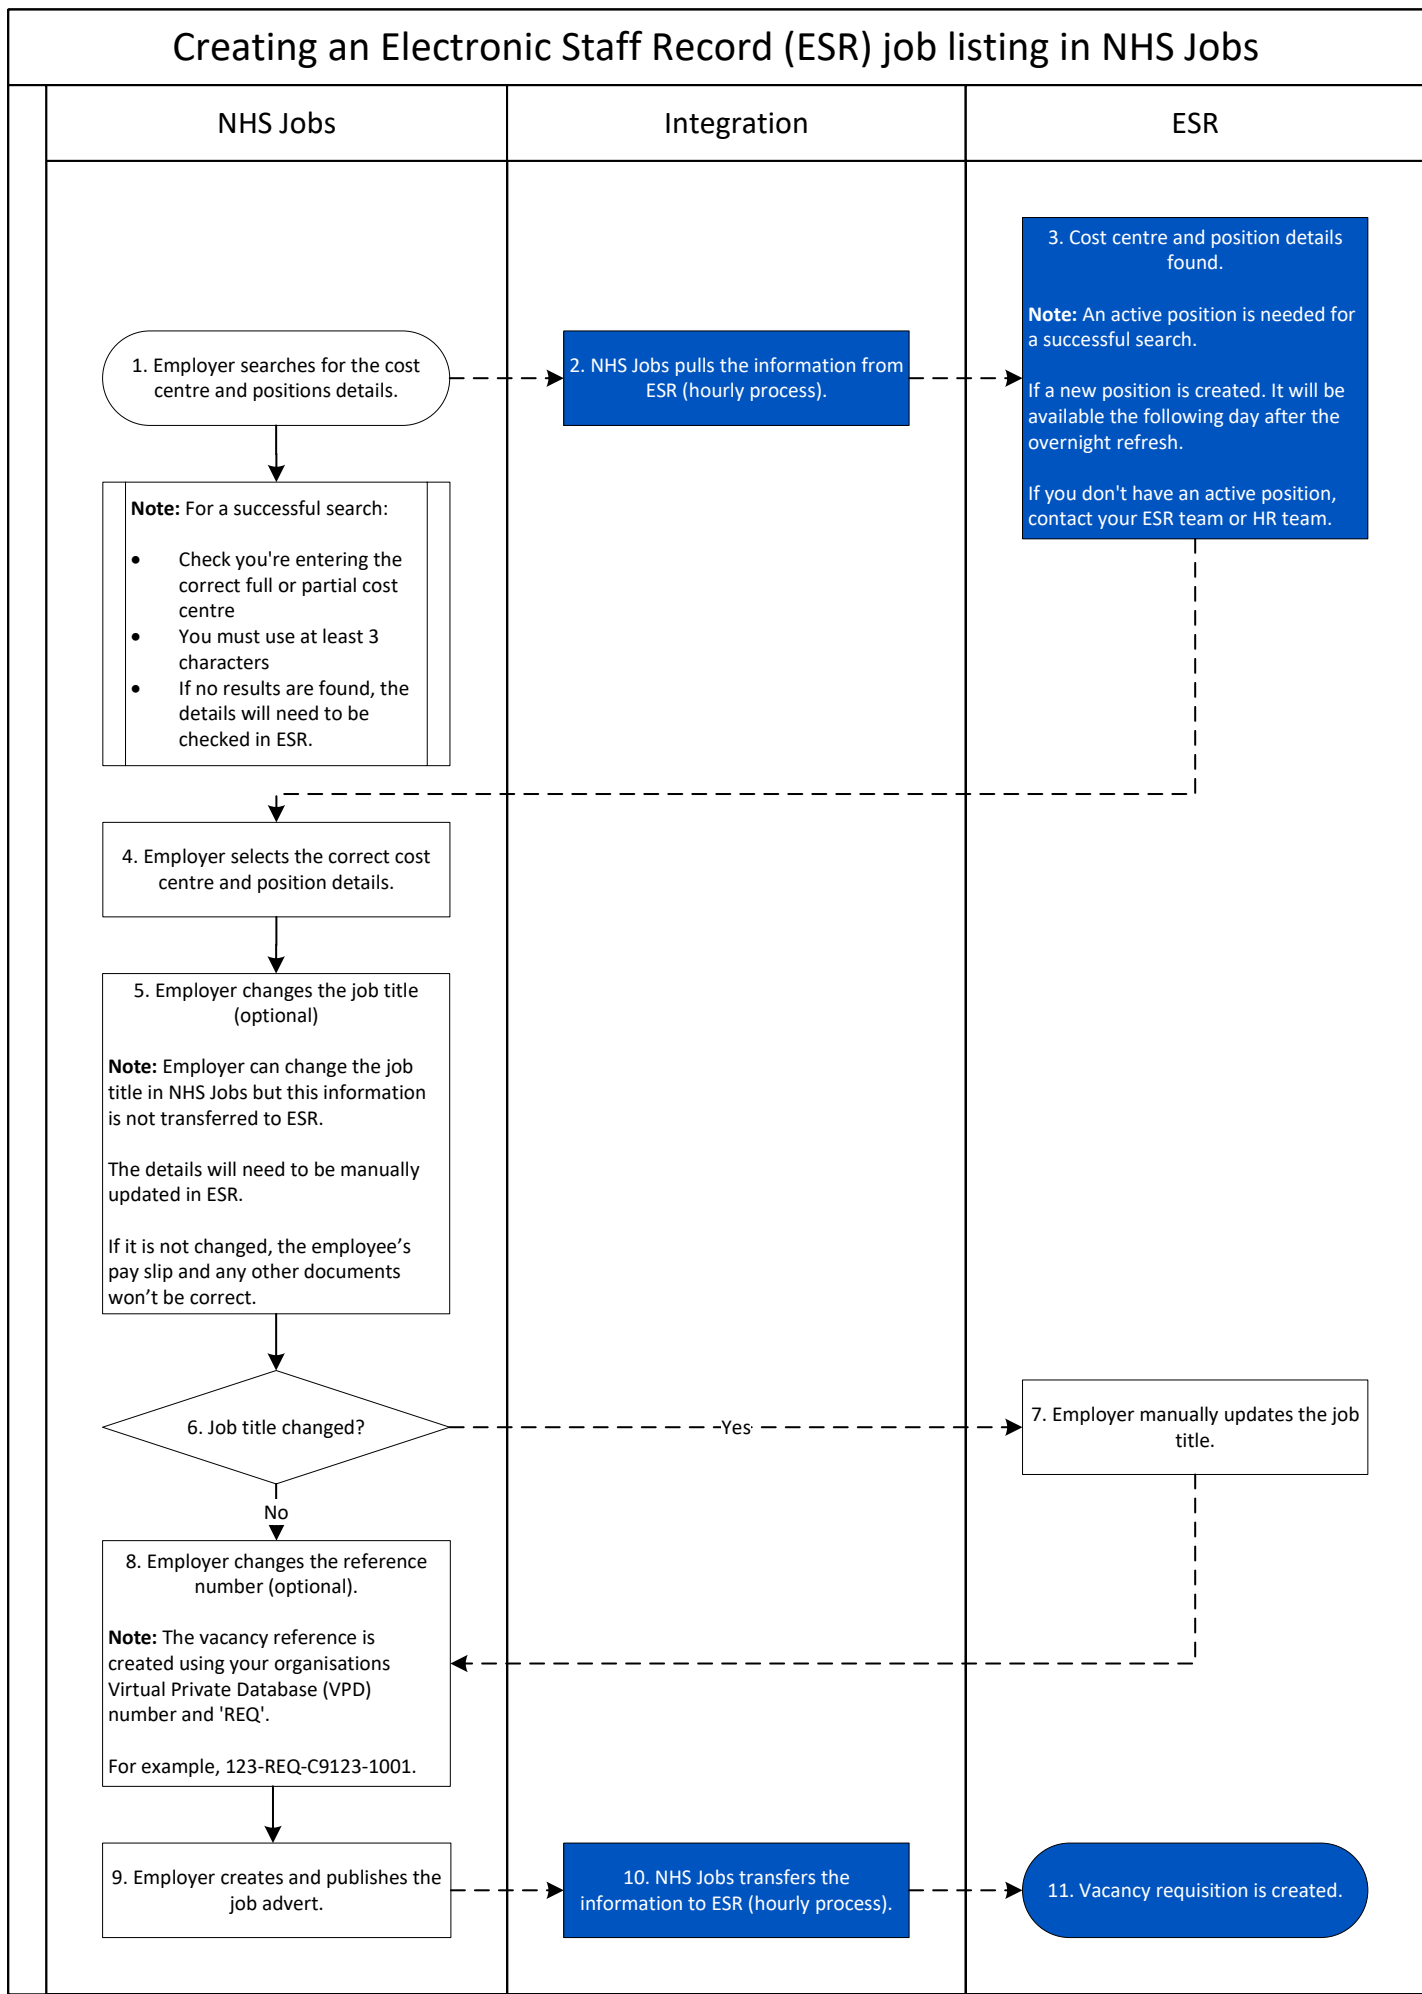 Creating an Electronic Staff Record (ESR) job listing in NHS Jobs
NHS Jobs
Integration
ESR
1. Employer searches for the cost
centre and positions details.
2. NHS Jobs pulls the information from
ESR (hourly process).
3. Cost centre and position details
found.
Note: An active position is needed for
a successful search.
If a new position is created. It will be
available the following day after the
overnight refresh.
If you don't have an active position,
contact your ESR team or HR team.
Note: For a successful search:
• Check you're entering the
correct full or partial cost
centre
• You must use at least 3
characters
• If no results are found, the
details will need to be
checked in ESR.
4. Employer selects the correct cost
centre and position details.
5. Employer changes the job title
(optional)
Note: Employer can change the job
title in NHS Jobs but this information
is not transferred to ESR.
The details will need to be manually
updated in ESR.
If it is not changed, the employee’s
pay slip and any other documents
won’t be correct.
6. Job title changed?
Yes
7. Employer manually updates the job
title.
No
8. Employer changes the reference
number (optional).
Note: The vacancy reference is
created using your organisations
Virtual Private Database (VPD)
number and 'REQ'.
For example, 123-REQ-C9123-1001.
9. Employer creates and publishes the
job advert.
10. NHS Jobs transfers the
information to ESR (hourly process).
11. Vacancy requisition is created.